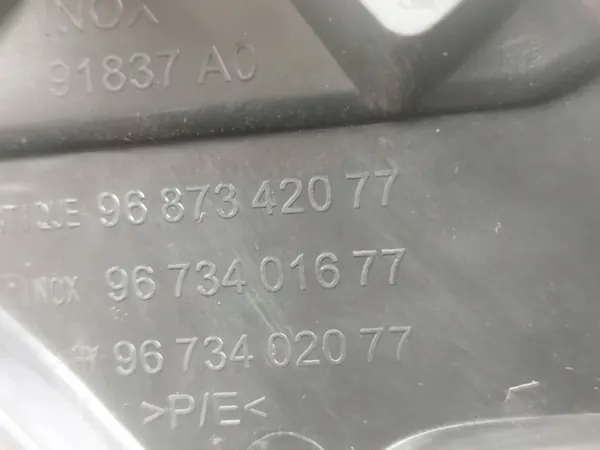 INOX
91837 A0
TIQUE 96 873 420 77
INOX 96 734 016 77
96 734 020 77
>P/E<